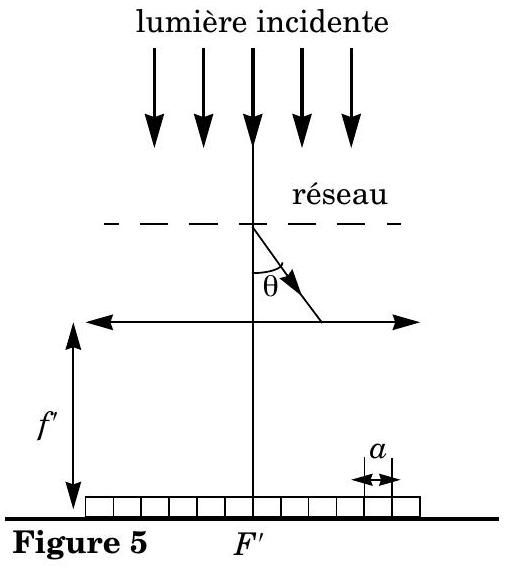 lumière incidente
réseau
θ
f'
a
Figure 5
F'